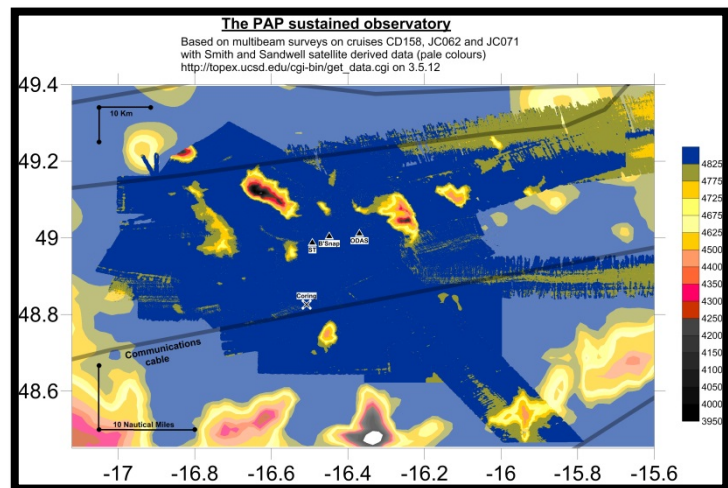 The PAP sustained observatory
Based on multibeam surveys on cruises CD158, JC062 and JC071
with Smith and Sandwell satellite derived data (pale colours)
http://topex.ucsd.edu/cgi-bin/get_data.cgi on 3.5.12
49.4
10 Km
49.2
4825
4775
4725
4675
4625
4500
4400
4350
4300
4250
4200
4150
4100
4050
4000
3950
49
ST B'Snap ODAS
Coring
48.8
Communications
cable
48.6
10 Nautical Miles
-17 -16.8 -16.6 -16.4 -16.2 -16 -15.8 -15.6